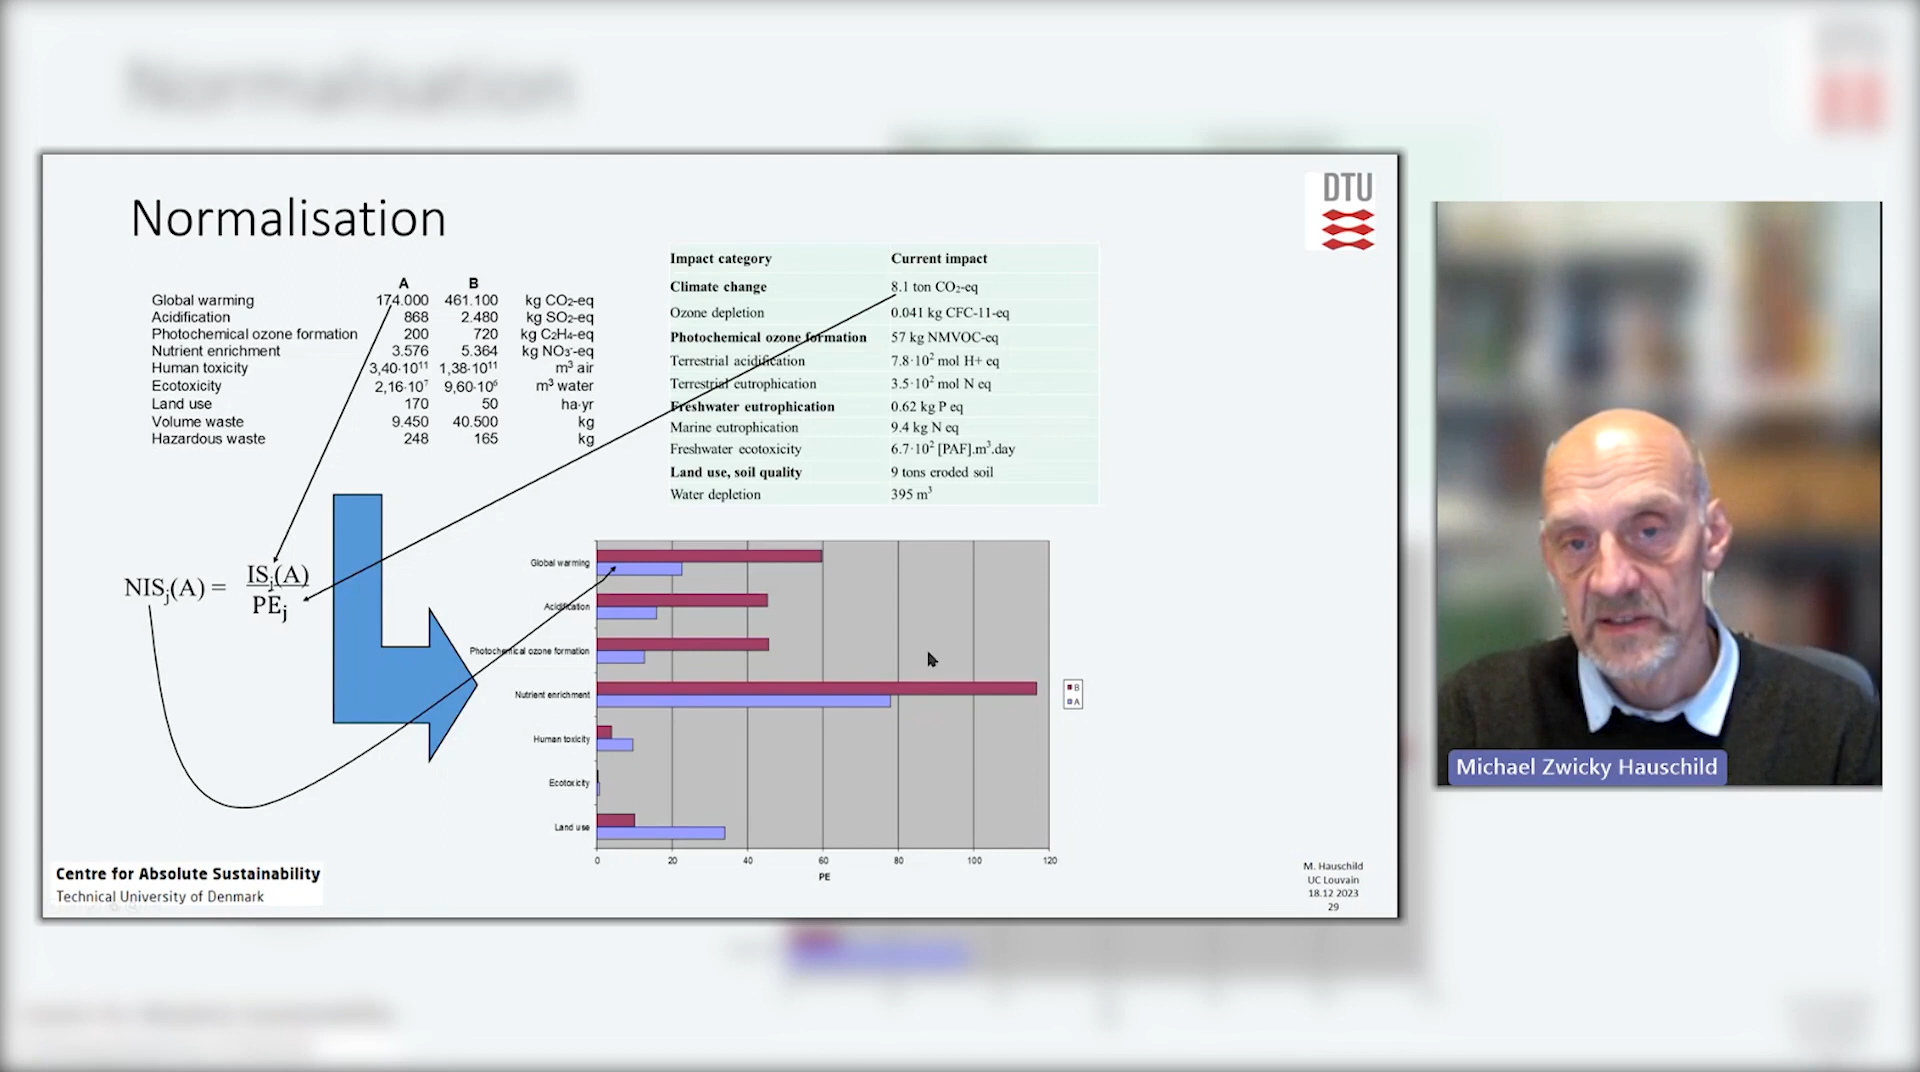 Normalisation
DTU
A B
Global warming 174.000 461.100 kg CO₂-eq
Acidification 868 2.480 kg SO₂-eq
Photochemical ozone formation 200 720 kg C₂H₄-eq
Nutrient enrichment 3.576 5.364 kg NO₃⁻-eq
Human toxicity 3,40·10¹¹ 1,38·10¹¹ m³ air
Ecotoxicity 2,16·10⁷ 9,60·10⁶ m³ water
Land use 170 50 ha·yr
Volume waste 9.450 40.500 kg
Hazardous waste 248 165 kg
Impact category Current impact
Climate change 8.1 ton CO₂-eq
Ozone depletion 0.041 kg CFC-11-eq
Photochemical ozone formation 57 kg NMVOC-eq
Terrestrial acidification 7.8·10² mol H+ eq
Terrestrial eutrophication 3.5·10² mol N eq
Freshwater eutrophication 0.62 kg P eq
Marine eutrophication 9.4 kg N eq
Freshwater ecotoxicity 6.7·10² [PAF].m³.day
Land use, soil quality 9 tons eroded soil
Water depletion 395 m³
NISj(A) = ISj(A)
PEj
Global warming
Acidification
Photochemical ozone formation
Nutrient enrichment
Human toxicity
Ecotoxicity
Land use
0 20 40 60 80 100 120
PE
B
A
Centre for Absolute Sustainability
Technical University of Denmark
M. Hauschild
UC Louvain
18.12 2023
29
Michael Zwicky Hauschild